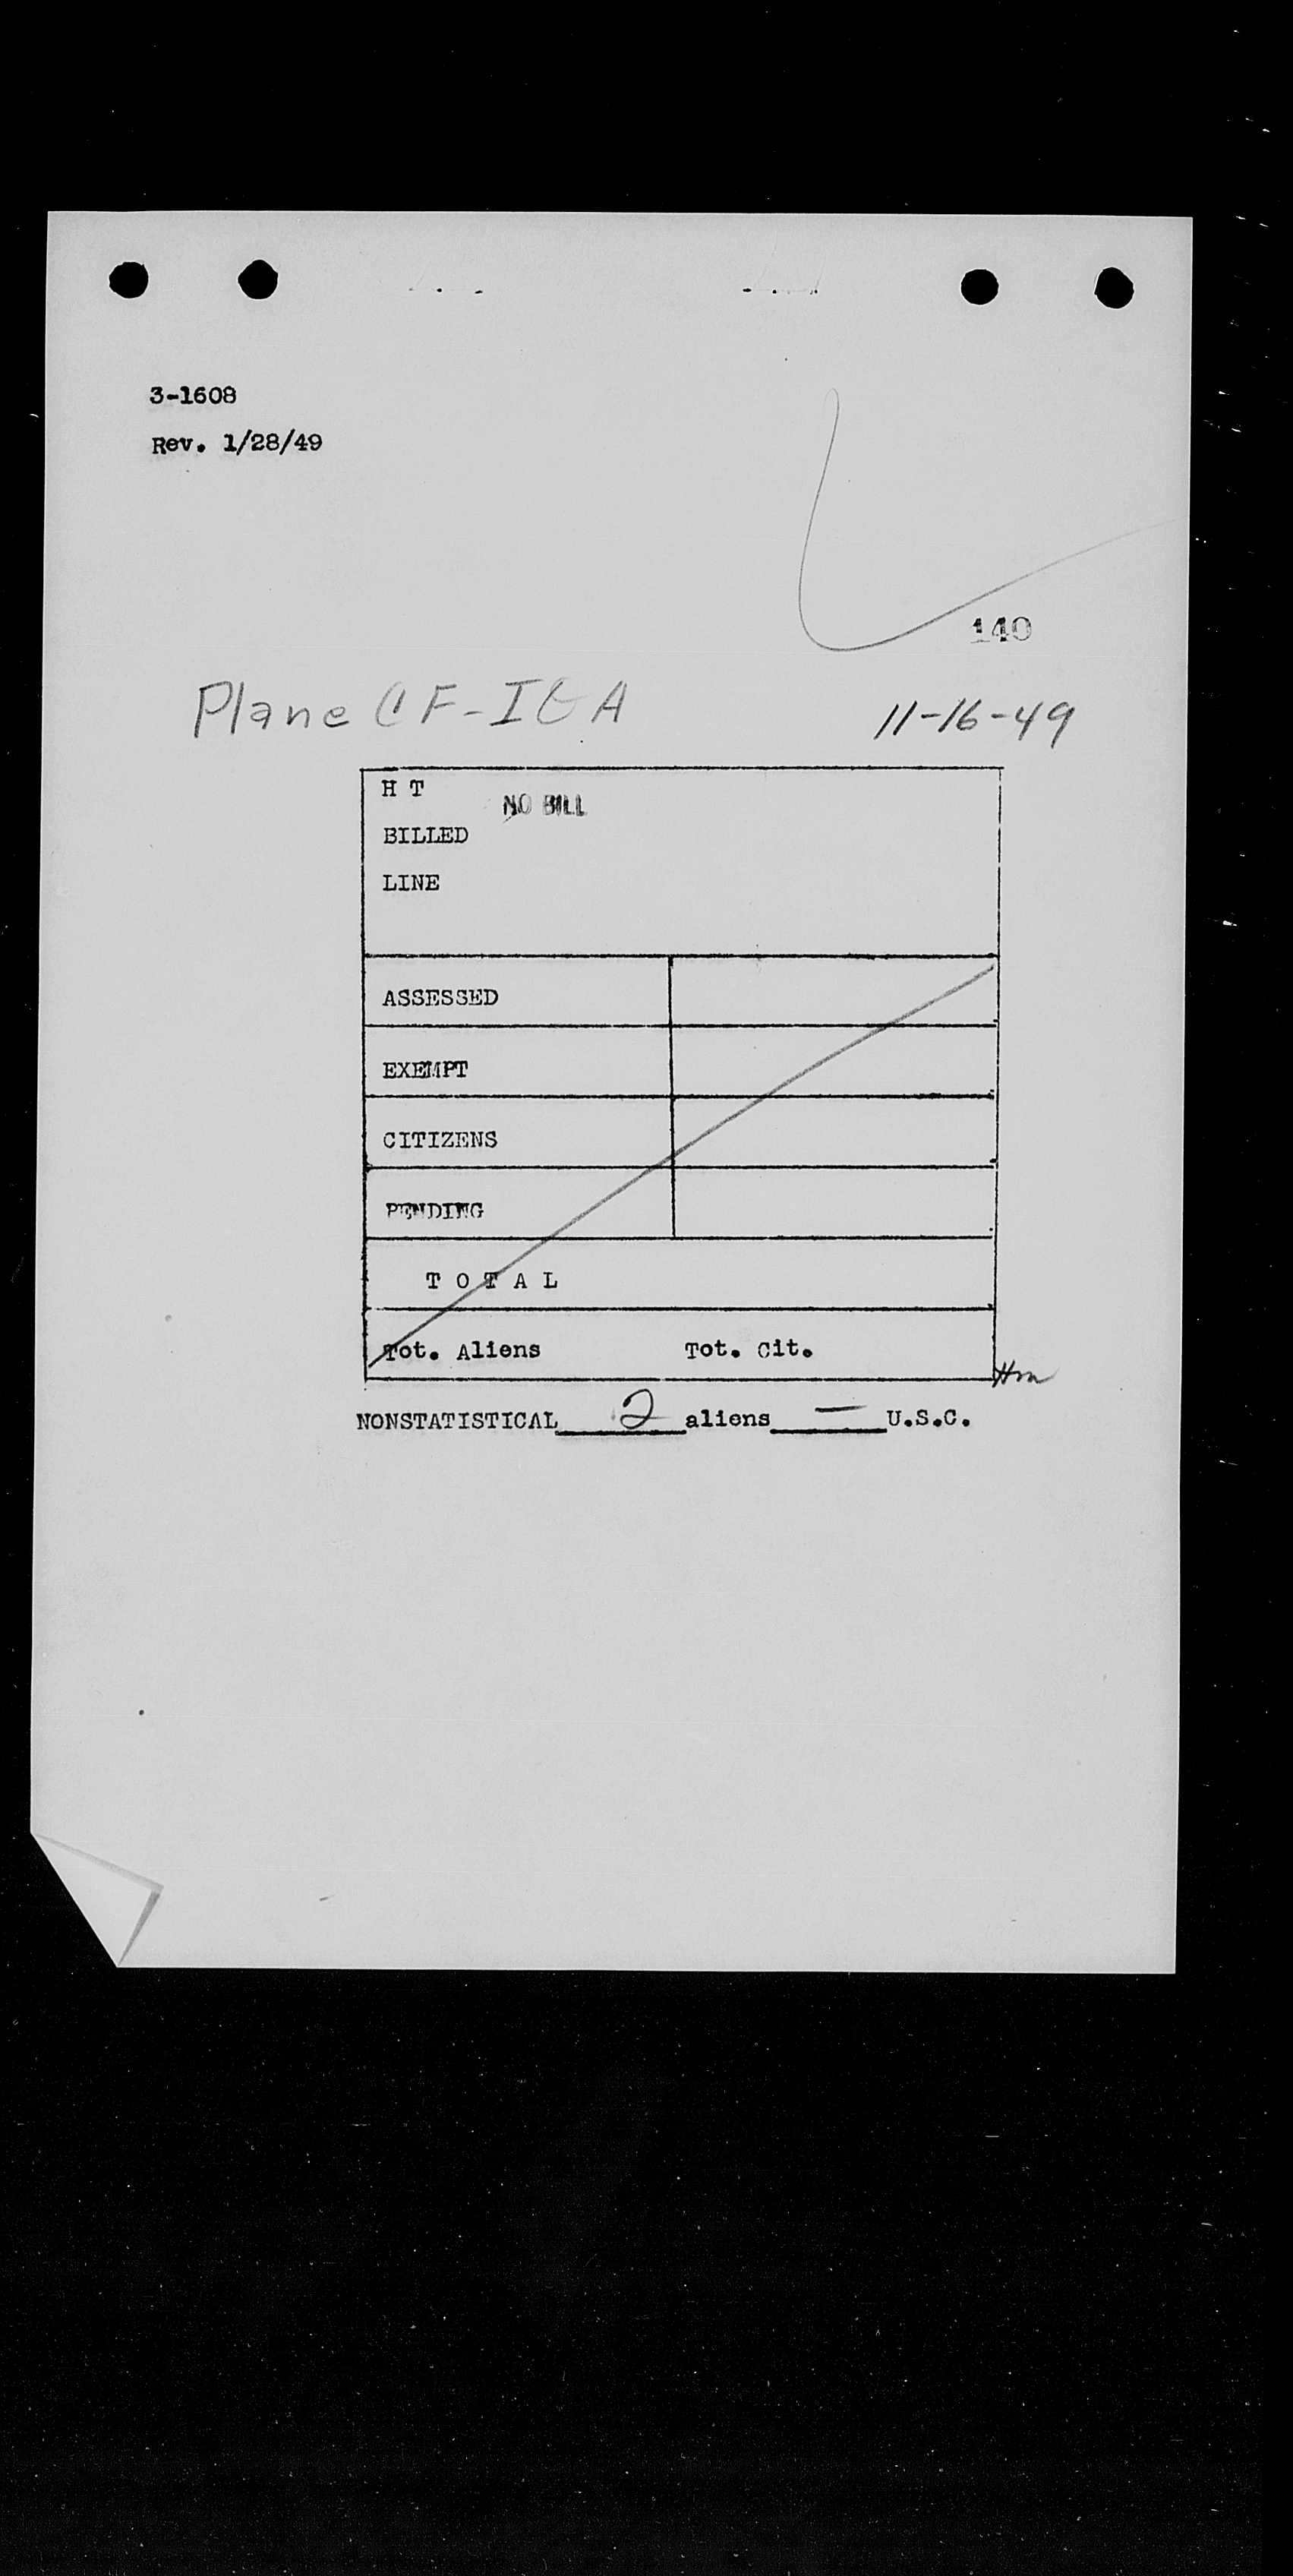 3-1608
Rev. 1/28/49
140
Plane CF-IGA 11-16-49
H T
NO BILL
BILLED
LINE
ASSESSED
EXEMPT
CITIZENS
PENDING
T O T A L
Tot. Aliens Tot. Cit.
NONSTATISTICAL 2 aliens — U.S.C.